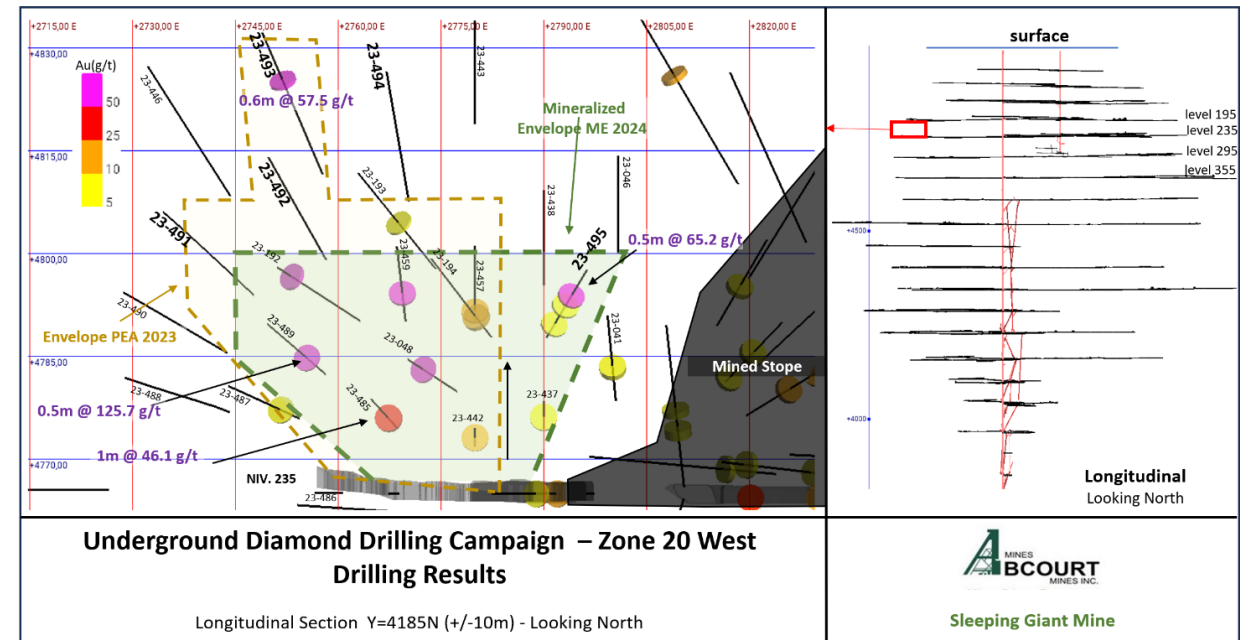 +2715,00 E
+2730,00 E
+2745,00 E
+2760,00 E
+2775,00 E
+2790,00 E
+2805,00 E
+2820,00 E
+4830,00
+4815,00
+4800,00
+4785,00
+4770,00
Au(g/t)
50
25
10
5
23-446
23-493
0.6m @ 57.5 g/t
23-494
23-443
Mineralized
Envelope ME 2024
23-492
23-193
23-438
23-046
23-491
23-192
23-459
23-194
23-457
23-495
0.5m @ 65.2 g/t
23-490
Envelope PEA 2023
23-489
23-048
23-041
Mined Stope
23-488
23-487
23-485
23-442
23-437
0.5m @ 125.7 g/t
1m @ 46.1 g/t
NIV. 235
23-486
surface
level 195
level 235
level 295
level 355
+4500
+4000
Longitudinal
Looking North
Underground Diamond Drilling Campaign – Zone 20 West
Drilling Results
Longitudinal Section Y=4185N (+/-10m) - Looking North
MINES
ABCOURT
MINES INC.
Sleeping Giant Mine